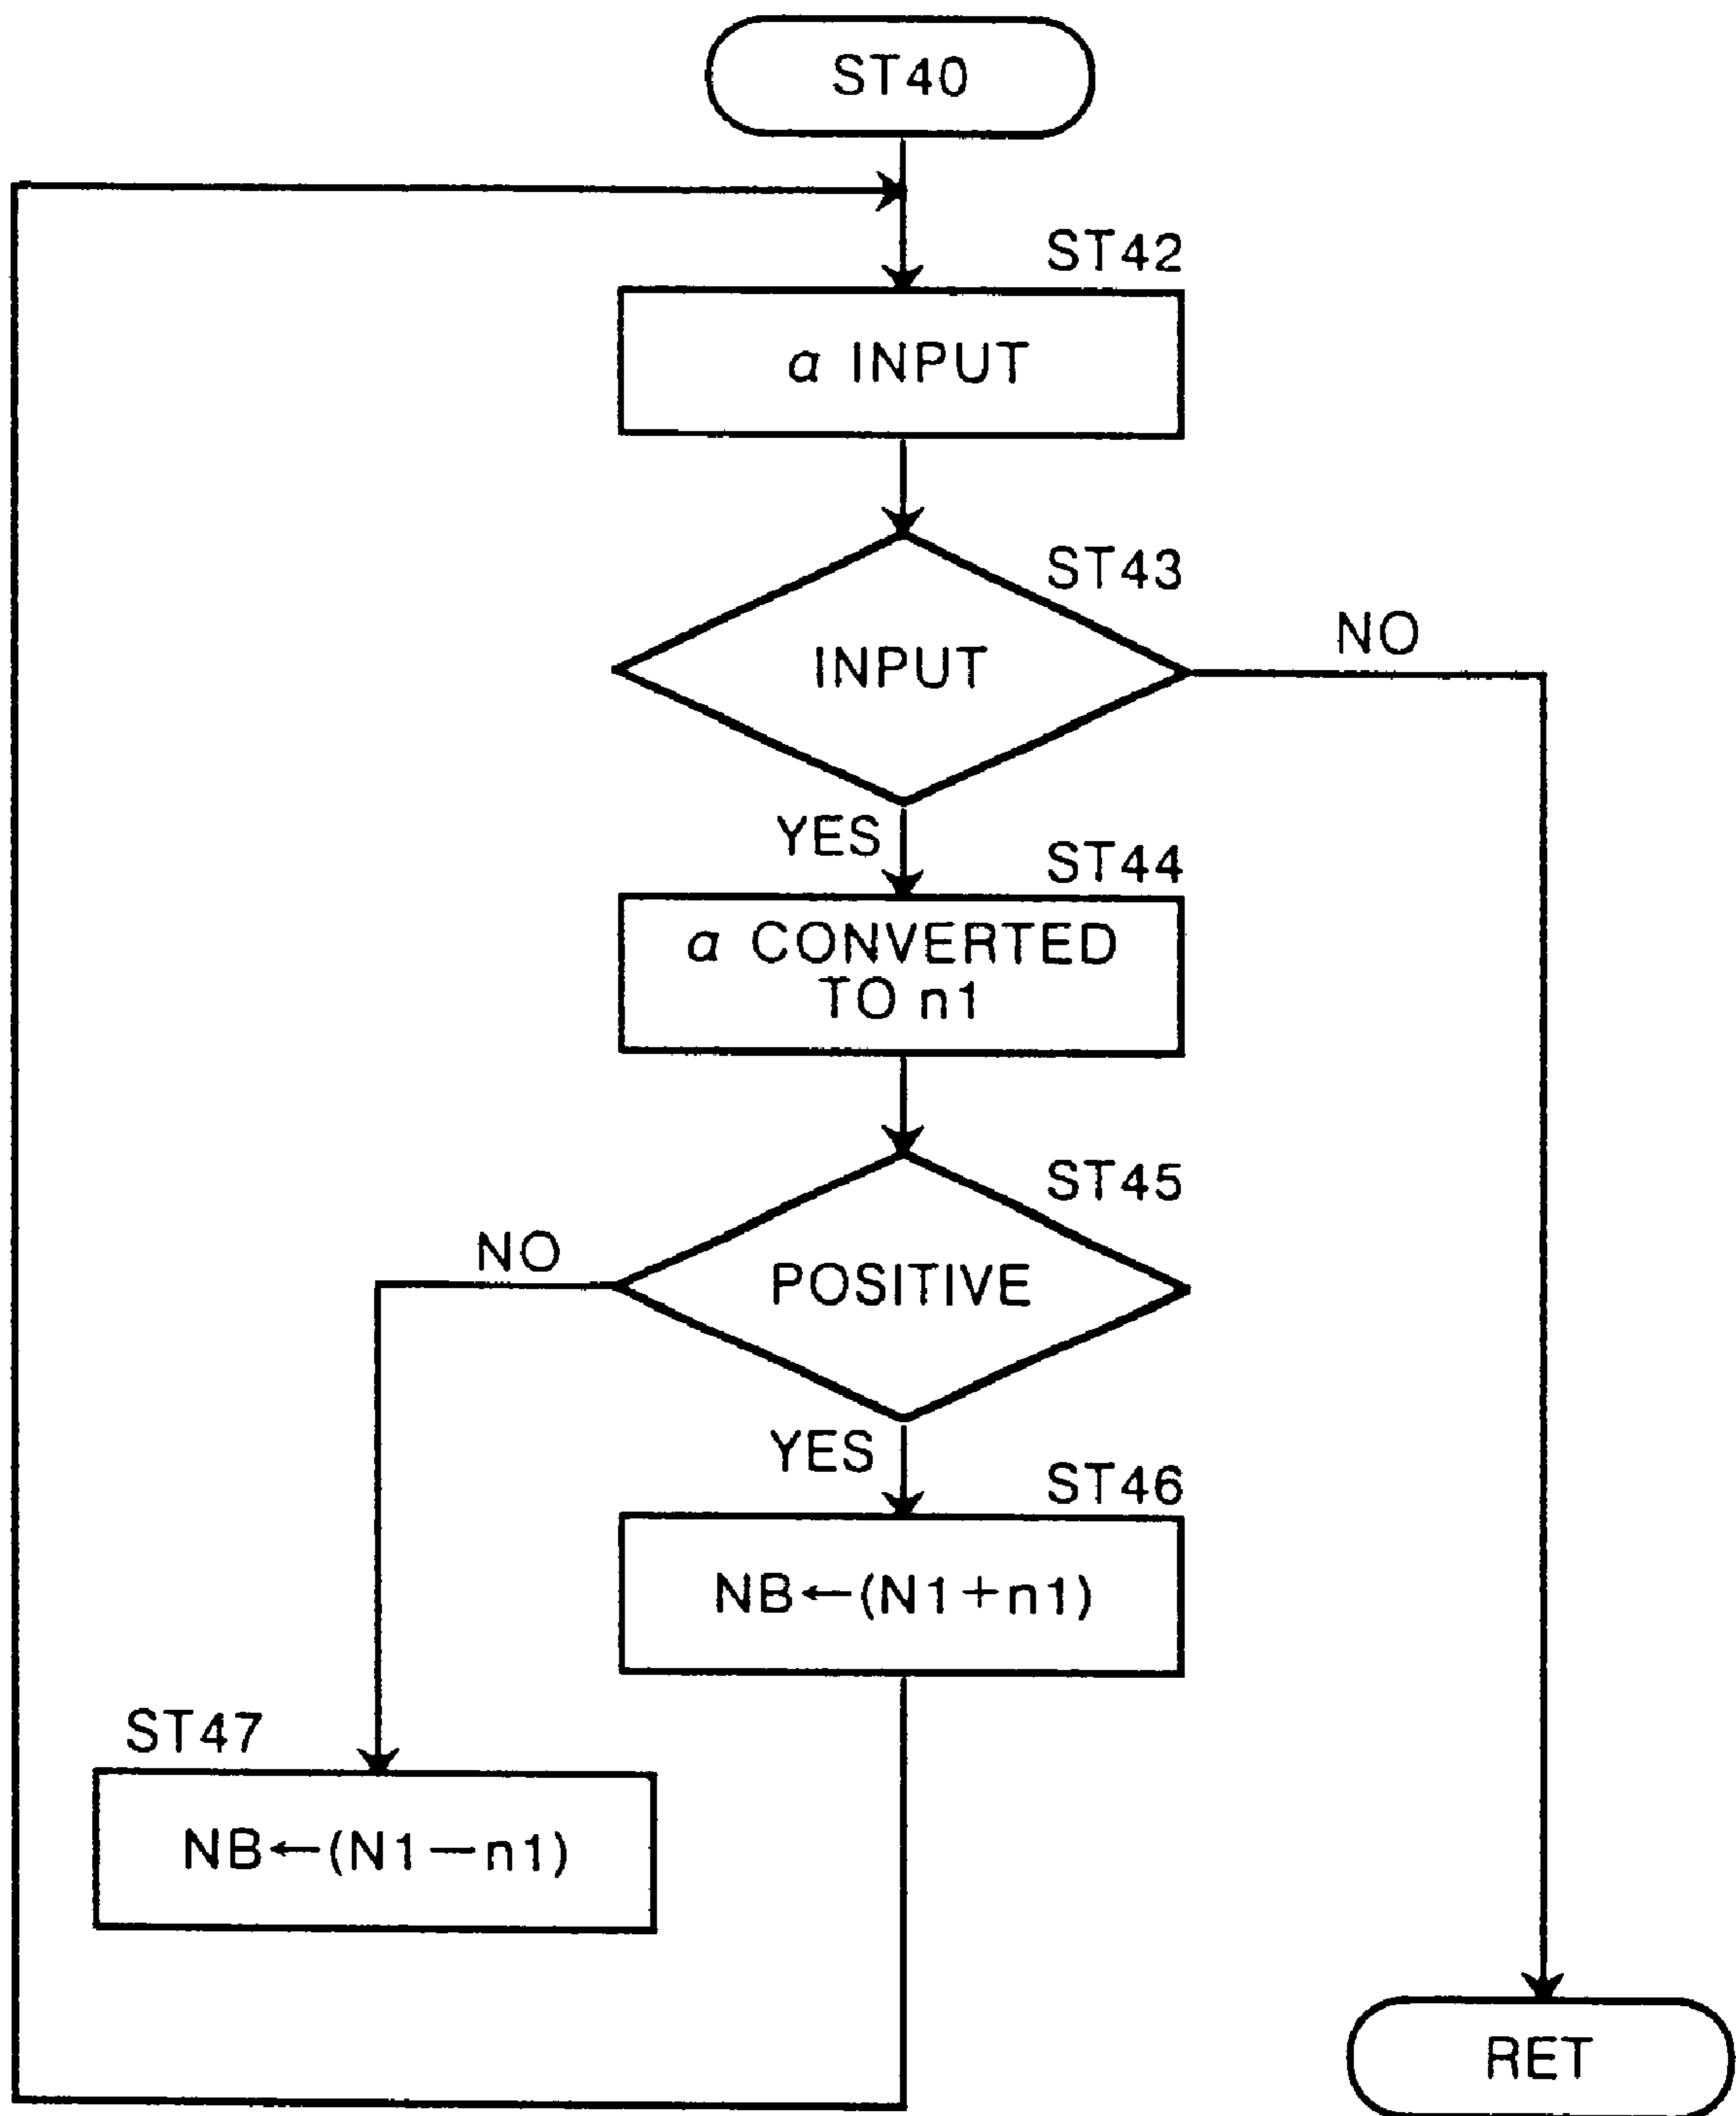 ST40
ST42
α INPUT
ST43
INPUT
NO
YES
ST44
α CONVERTED
TO n1
ST45
NO
POSITIVE
YES
ST46
NB←(N1+n1)
ST47
NB←(N1−n1)
RET